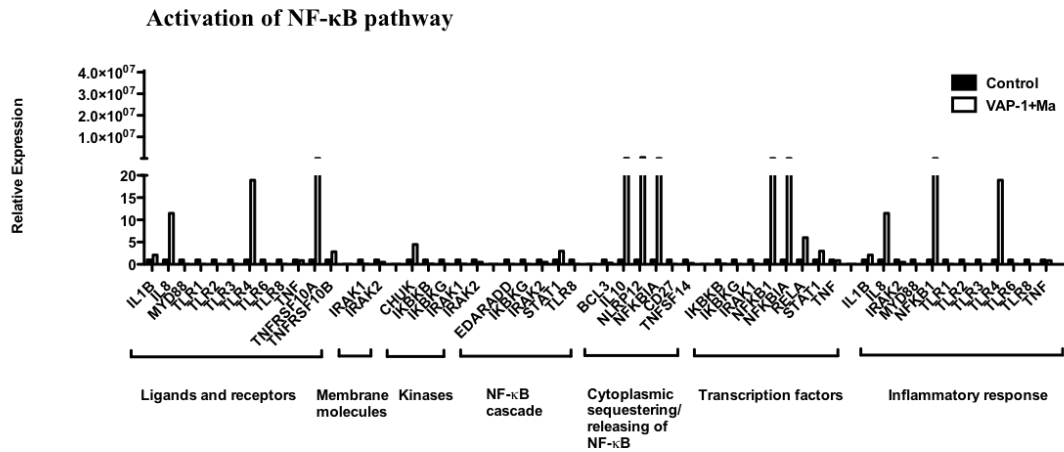 Activation of NF-κB pathway
Relative Expression
4.0×10⁰⁷
3.0×10⁰⁷
2.0×10⁰⁷
1.0×10⁰⁷
20
15
10
5
0
Control
VAP-1+Ma
IL1B
IL8
MYD88
TLR1
TLR2
TLR3
TLR4
TLR6
TLR8
TNF
TNFRSF10A
TNFRSF10B
IRAK1
IRAK2
CHUK
IKBKB
IKBKG
IRAK1
IRAK2
EDARADD
IKBKB
IKBKG
IRAK2
STAT1
TLR8
BCL3
IL10
NLRP12
NFKBIA
CD27
TNFSF14
IKBKB
IKBKG
IRAK1
NFKB1
NFKBIA
RELA
STAT1
TNF
IL1B
IL8
IRAK2
MYD88
NFKB1
TLR1
TLR2
TLR3
TLR4
TLR6
TLR8
TNF
Ligands and receptors
Membrane
molecules
Kinases
NF-κB
cascade
Cytoplasmic
sequestering/
releasing of
NF-κB
Transcription factors
Inflammatory response